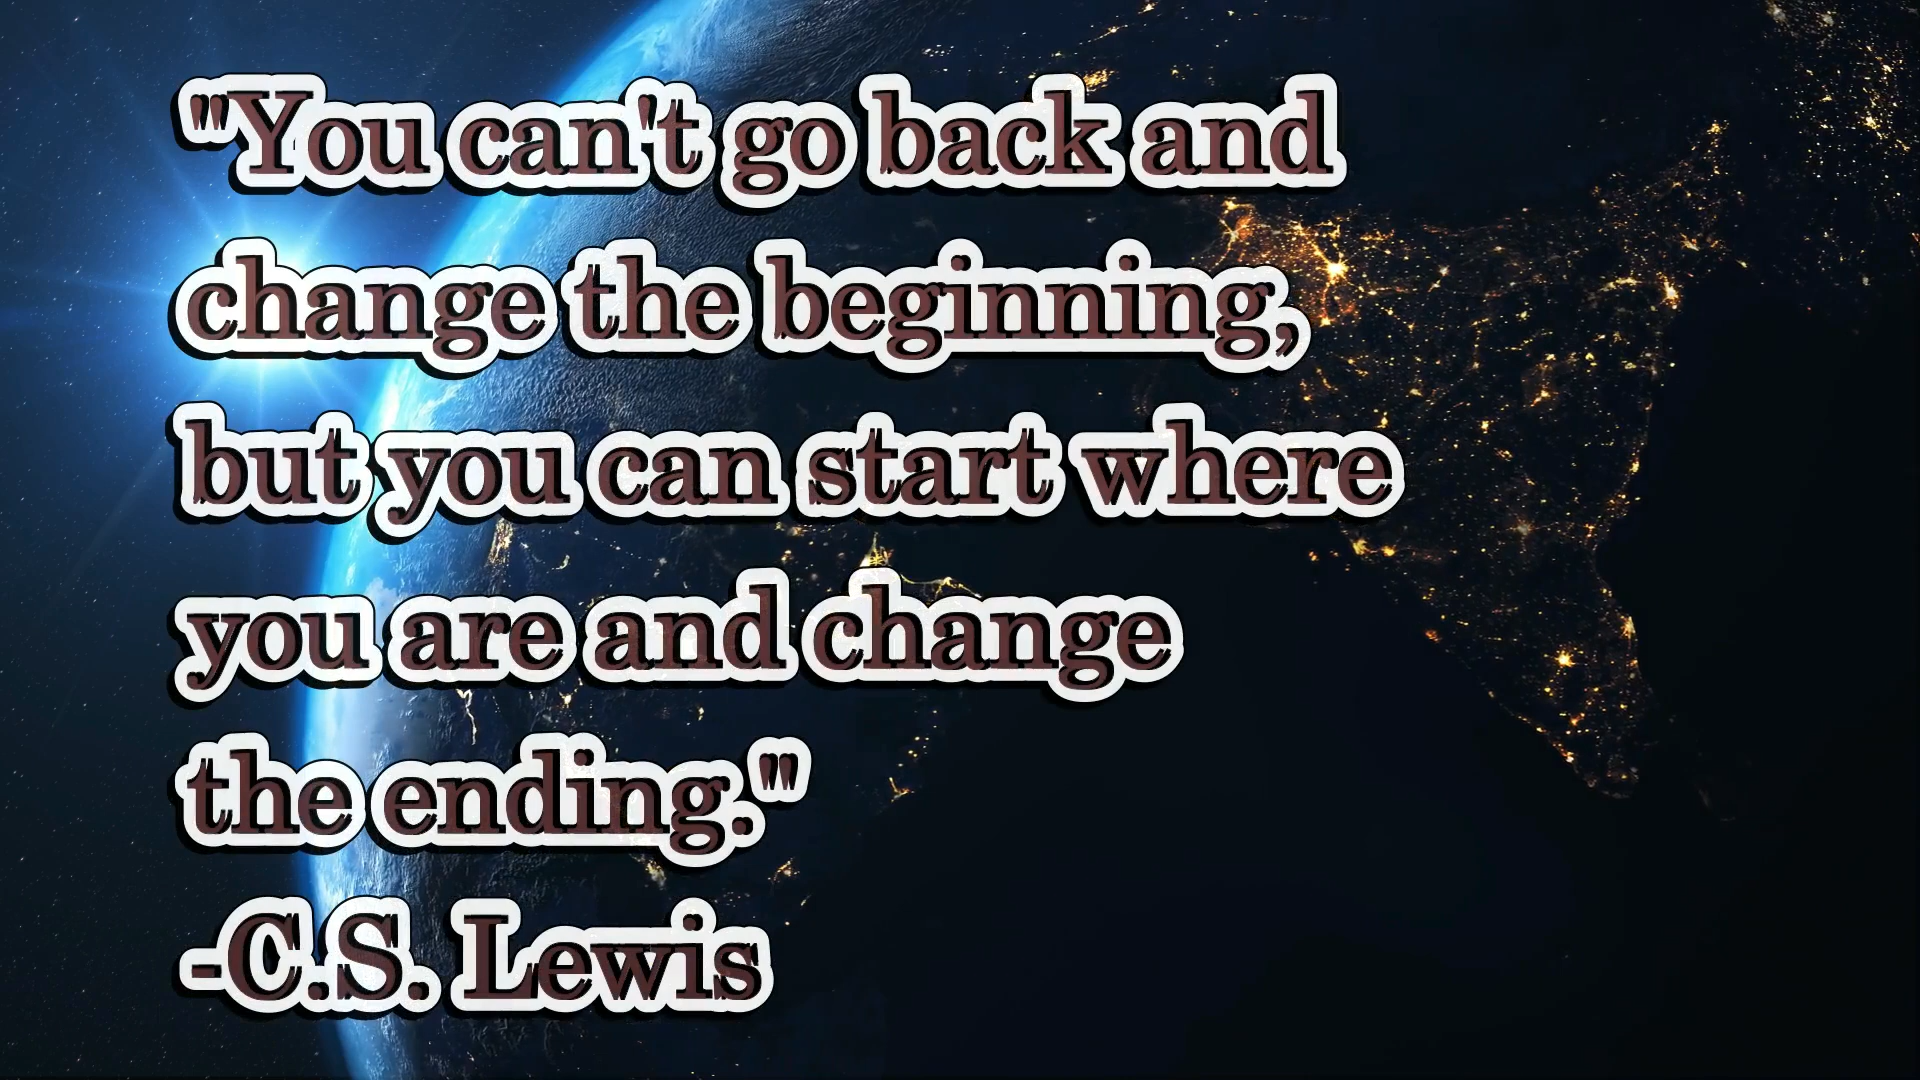 "You can't go back and
change the beginning,
but you can start where
you are and change
the ending."
-C.S. Lewis